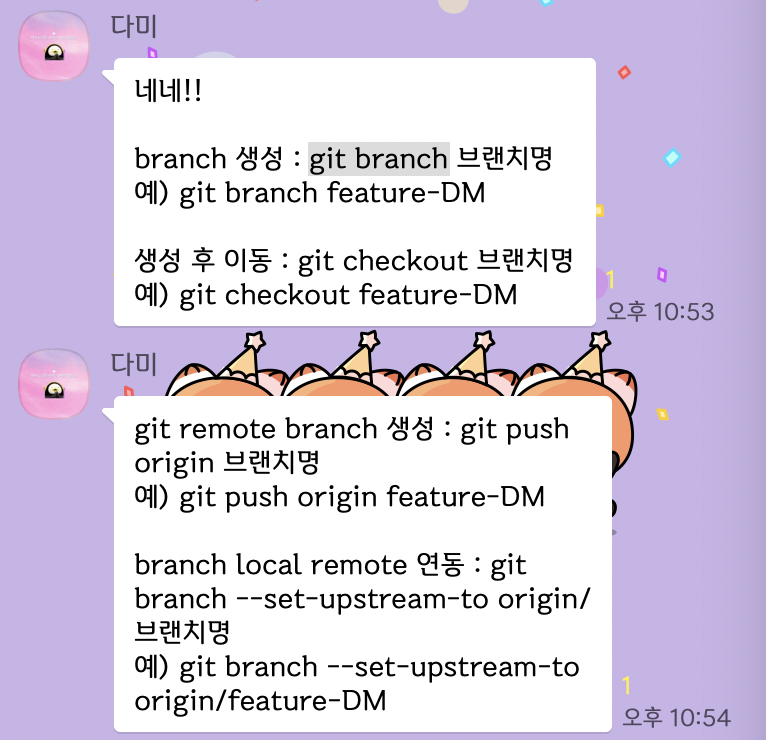 다미
네네!!
branch 생성 : git branch 브랜치명
예) git branch feature-DM
생성 후 이동 : git checkout 브랜치명
예) git checkout feature-DM
1
오후 10:53
다미
git remote branch 생성 : git push
origin 브랜치명
예) git push origin feature-DM
branch local remote 연동 : git
branch --set-upstream-to origin/
브랜치명
예) git branch --set-upstream-to
origin/feature-DM
1
오후 10:54